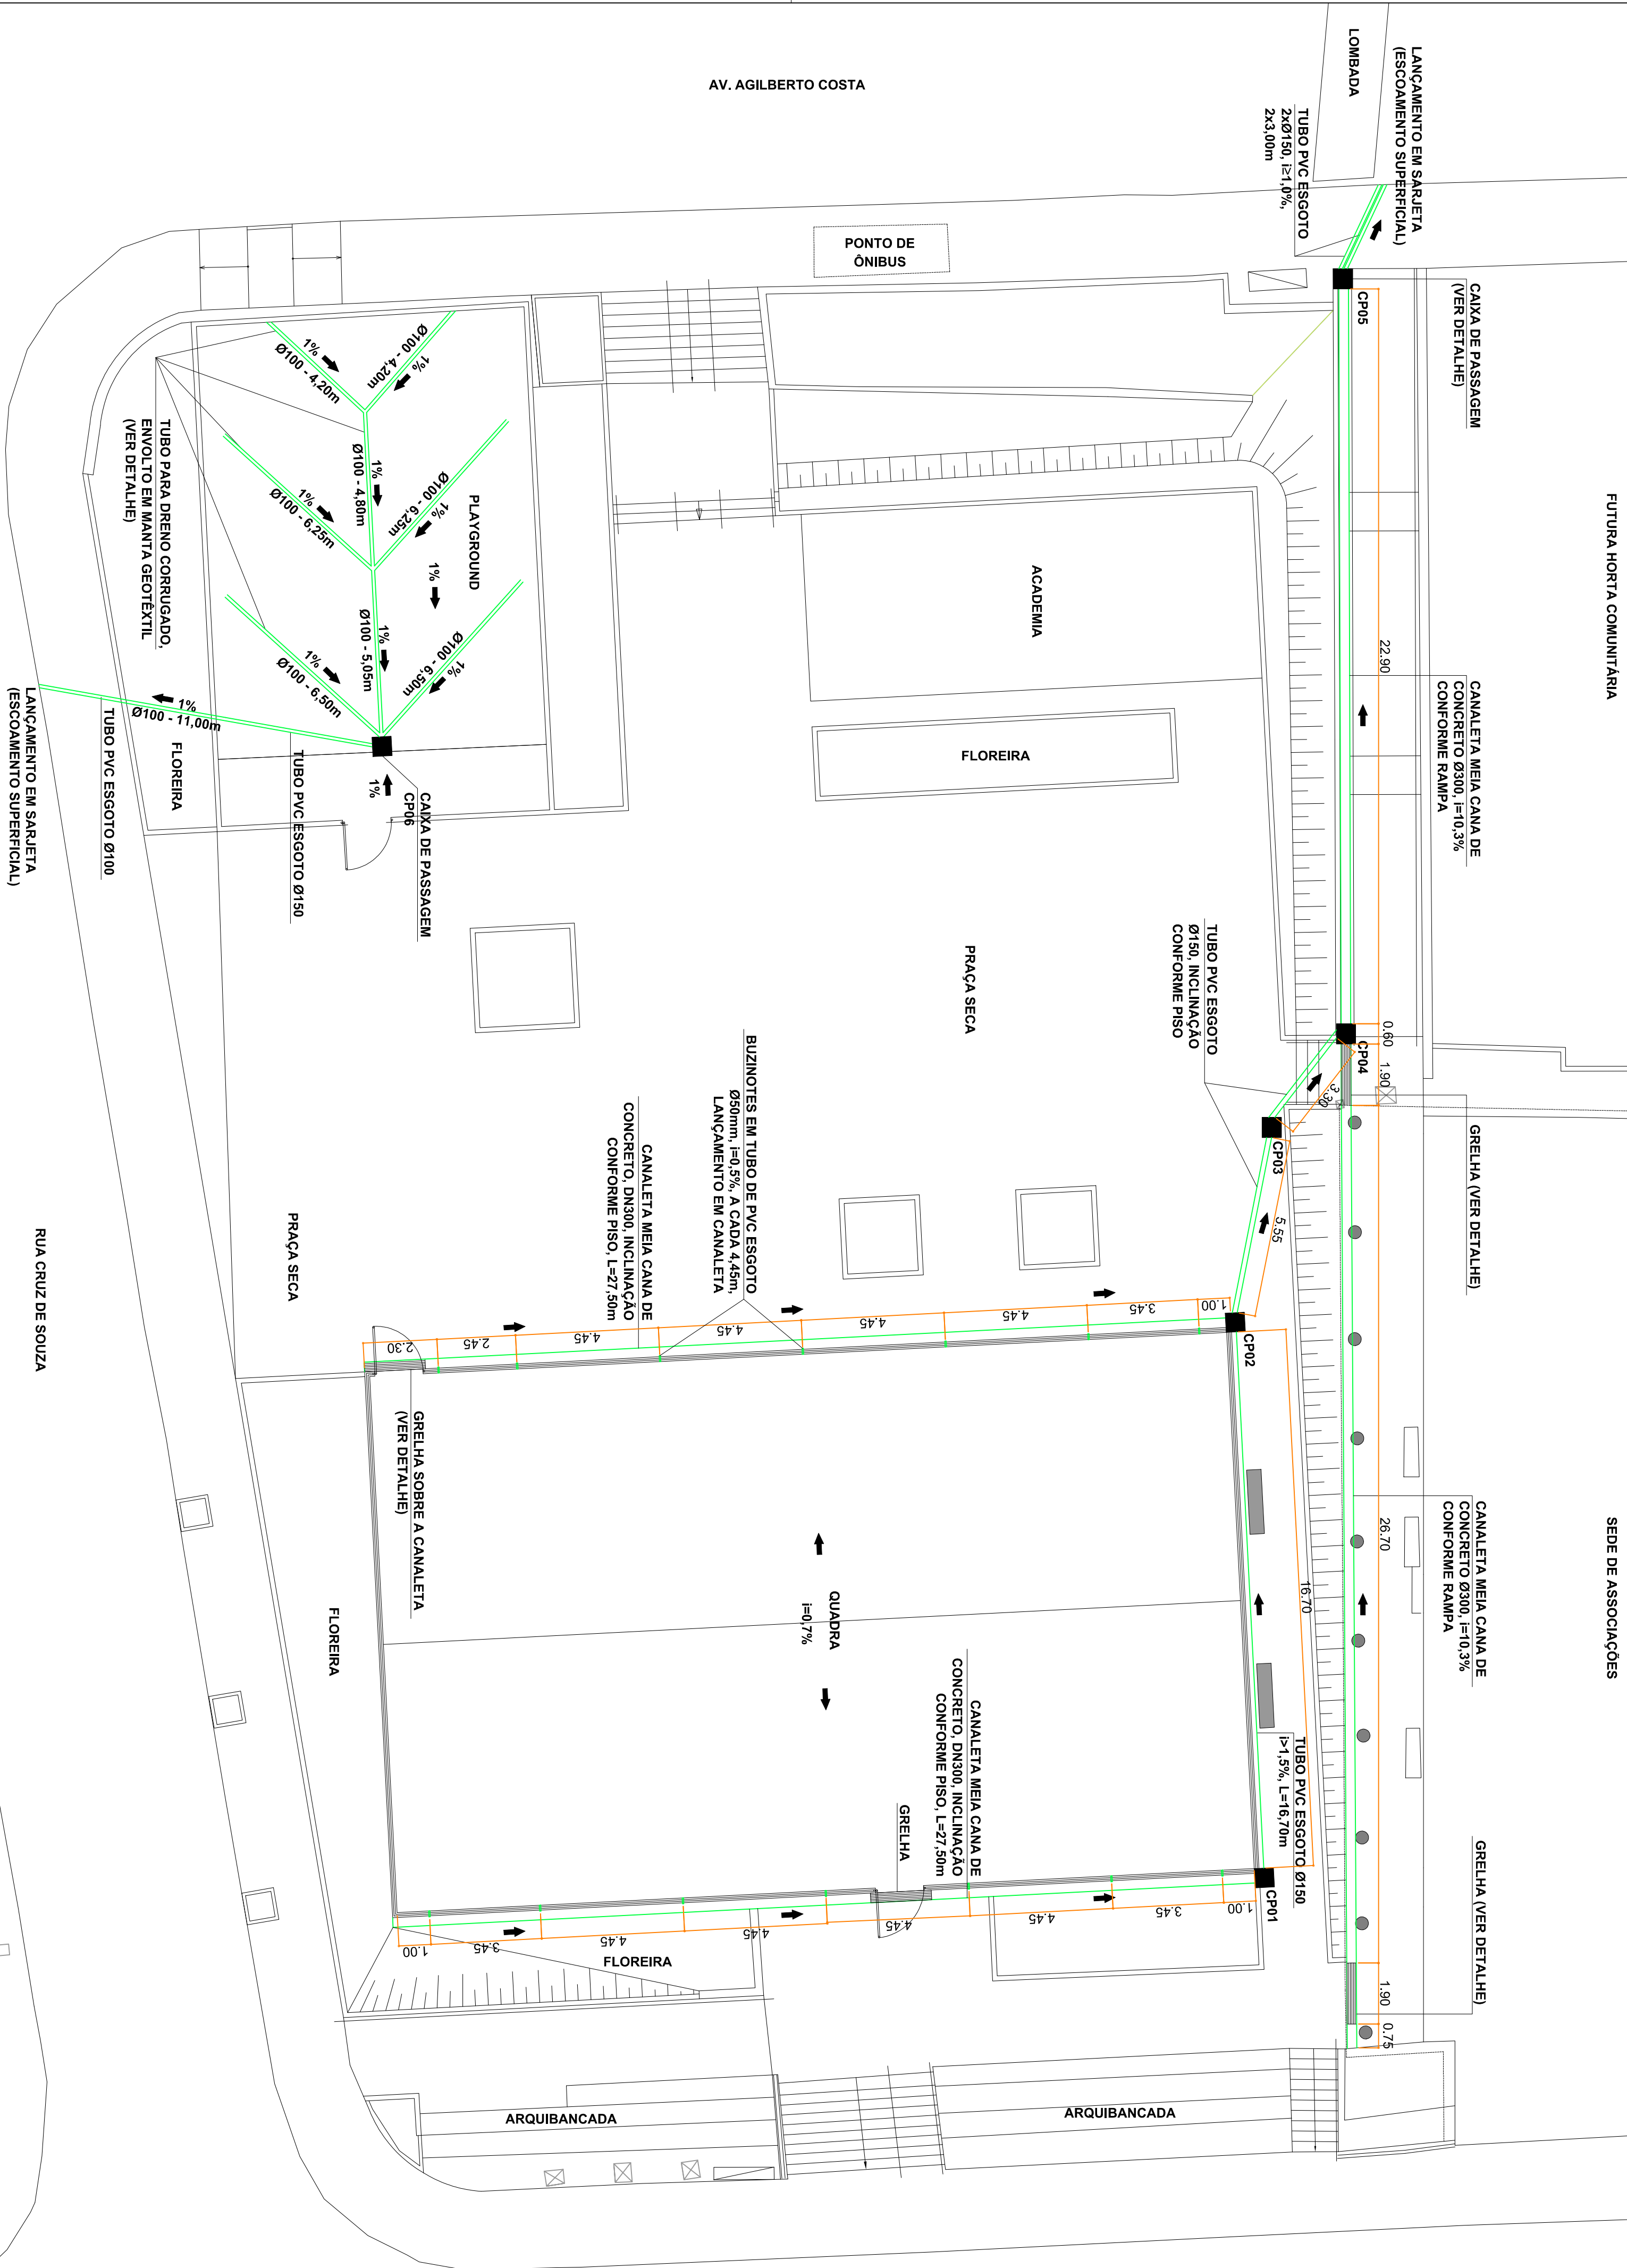 AV. AGILBERTO COSTA
LOMBADA
LANÇAMENTO EM SARJETA
(ESCOAMENTO SUPERFICIAL)
TUBO PVC ESGOTO
2xØ150, i≥1,0%,
2x3,00m
PONTO DE
ÔNIBUS
CP05
CAIXA DE PASSAGEM
(VER DETALHE)
FUTURA HORTA COMUNITÁRIA
22.90
CANALETA MEIA CANA DE
CONCRETO Ø300, i=10,3%
CONFORME RAMPA
0.60
1.90
CP04
3.30
CP03
5.55
GRELHA (VER DETALHE)
TUBO PVC ESGOTO
Ø150, INCLINAÇÃO
CONFORME PISO
SEDE DE ASSOCIAÇÕES
CANALETA MEIA CANA DE
CONCRETO Ø300, i=10,3%
CONFORME RAMPA
26.70
16.70
GRELHA (VER DETALHE)
1.90
0.75
TUBO PVC ESGOTO Ø150
i>1,5%, L=16,70m
CP02
CP01
ACADEMIA
FLOREIRA
PRAÇA SECA
PLAYGROUND
1%
Ø100 - 4,20m
1%
Ø100 - 4,20m
1%
Ø100 - 4,80m
1%
Ø100 - 6,25m
1%
Ø100 - 6,25m
1%
1%
Ø100 - 5,05m
1%
Ø100 - 6,50m
1%
Ø100 - 6,50m
1%
Ø100 - 11,00m
1%
TUBO PARA DRENO CORRUGADO,
ENVOLTO EM MANTA GEOTÊXTIL
(VER DETALHE)
CAIXA DE PASSAGEM
CP06
TUBO PVC ESGOTO Ø150
FLOREIRA
TUBO PVC ESGOTO Ø100
LANÇAMENTO EM SARJETA
(ESCOAMENTO SUPERFICIAL)
BUZINOTES EM TUBO DE PVC ESGOTO
Ø50mm, i=0,5%, A CADA 4,45m,
LANÇAMENTO EM CANALETA
CANALETA MEIA CANA DE
CONCRETO, DN300, INCLINAÇÃO
CONFORME PISO, L=27,50m
PRAÇA SECA
RUA CRUZ DE SOUZA
2.30
2.45
4.45
4.45
4.45
4.45
3.45
1.00
GRELHA SOBRE A CANALETA
(VER DETALHE)
FLOREIRA
QUADRA
i=0,7%
CANALETA MEIA CANA DE
CONCRETO, DN300, INCLINAÇÃO
CONFORME PISO, L=27,50m
GRELHA
1.00
3.45
4.45
4.45
4.45
4.45
3.45
1.00
FLOREIRA
ARQUIBANCADA
ARQUIBANCADA